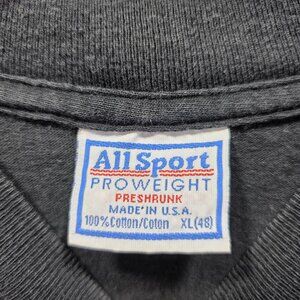 All Sport
PROWEIGHT
PRESHRUNK
MADE IN U.S.A.
100% Cotton/Coton XL(48)